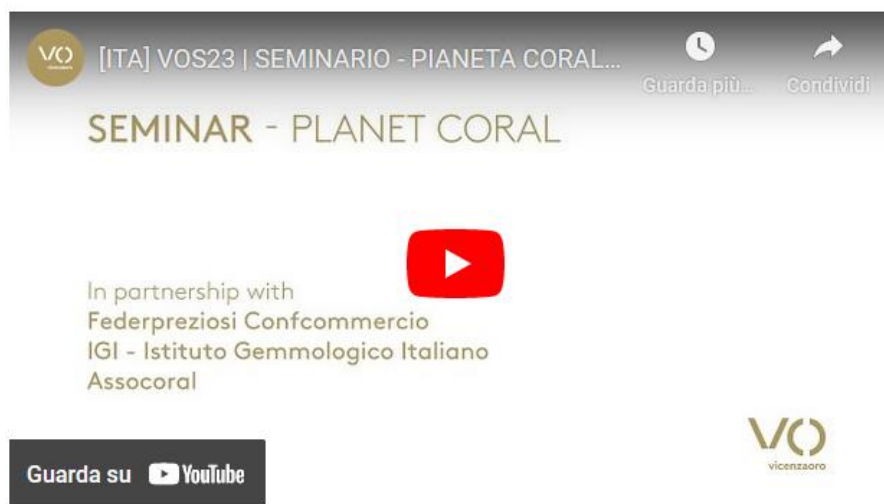 VO
vicenzaoro
[ITA] VOS23 | SEMINARIO - PIANETA CORAL...
Guarda più...
Condividi
SEMINAR - PLANET CORAL
In partnership with
Federpreziosi Confcommercio
IGI - Istituto Gemmologico Italiano
Assocoral
VO
vicenzaoro
Guarda su YouTube